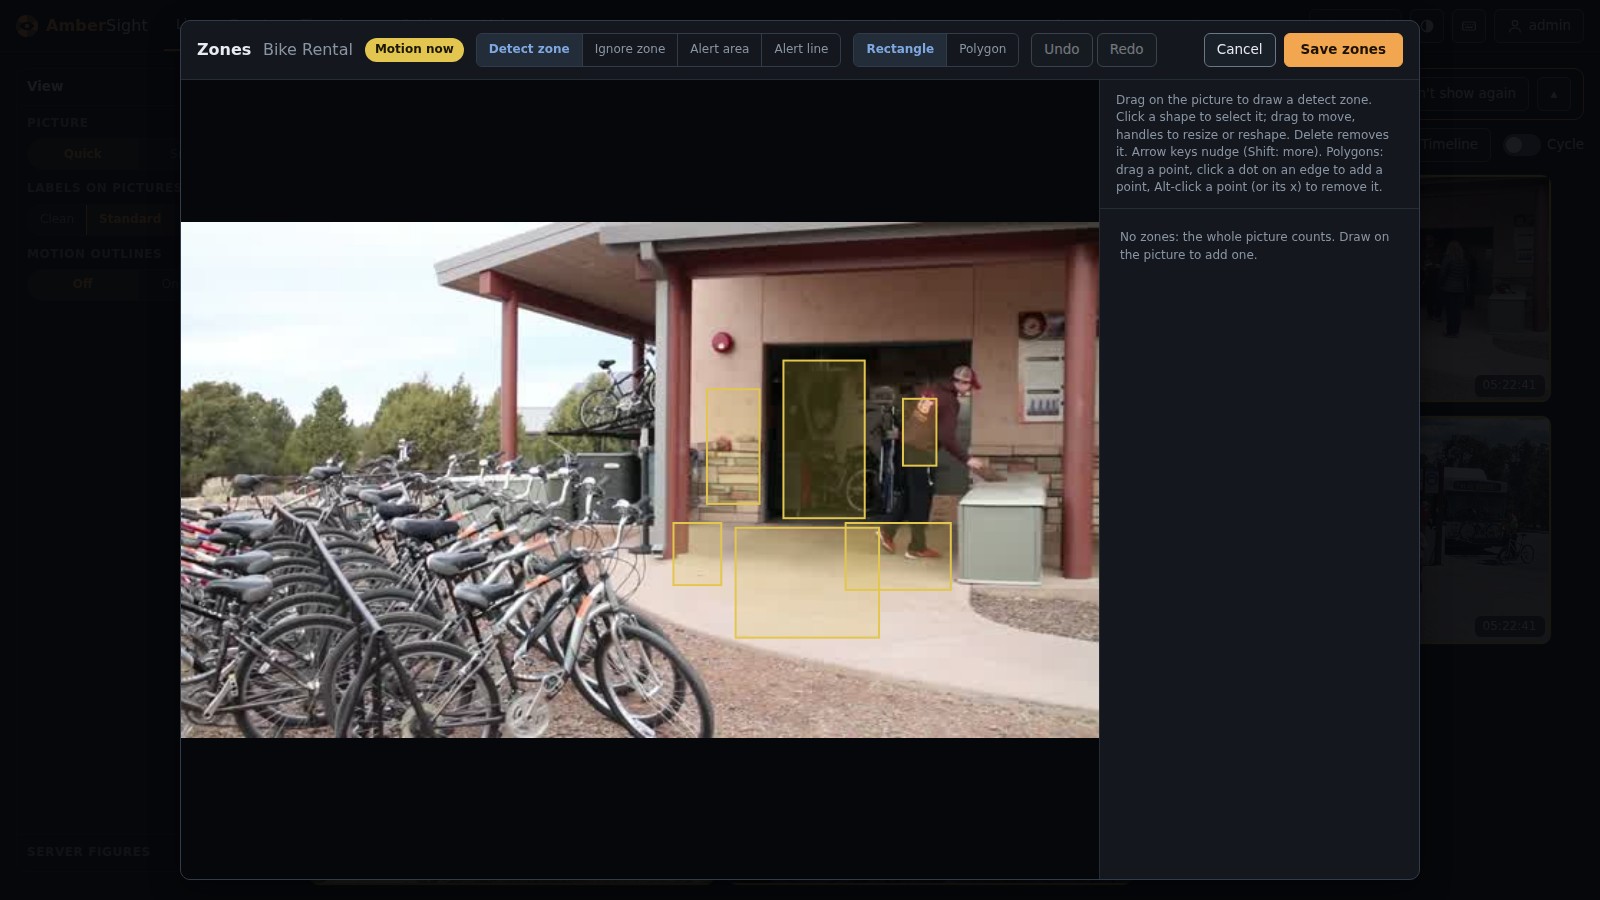 AmberSight
admin
Zones
Bike Rental
Motion now
Detect zone
Ignore zone
Alert area
Alert line
Rectangle
Polygon
Undo
Redo
Cancel
Save zones
View
PICTURE
Quick
LABELS ON PICTURES
Clean
Standard
MOTION OUTLINES
Off
SERVER FIGURES
Drag on the picture to draw a detect zone.
Click a shape to select it; drag to move,
handles to resize or reshape. Delete removes
it. Arrow keys nudge (Shift: more). Polygons:
drag a point, click a dot on an edge to add a
point, Alt-click a point (or its x) to remove it.
No zones: the whole picture counts. Draw on
the picture to add one.
't show again
Timeline
Cycle
05:22:41
05:22:41